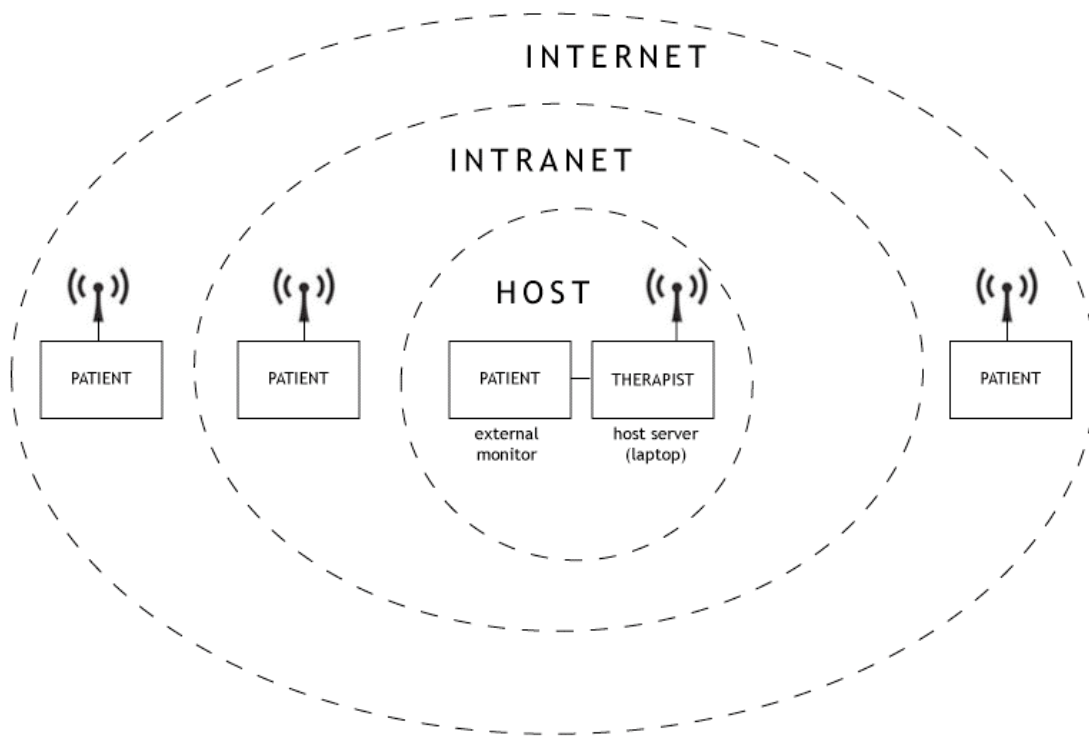 INTERNET
INTRANET
HOST
PATIENT
PATIENT
PATIENT
THERAPIST
PATIENT
external
monitor
host server
(laptop)